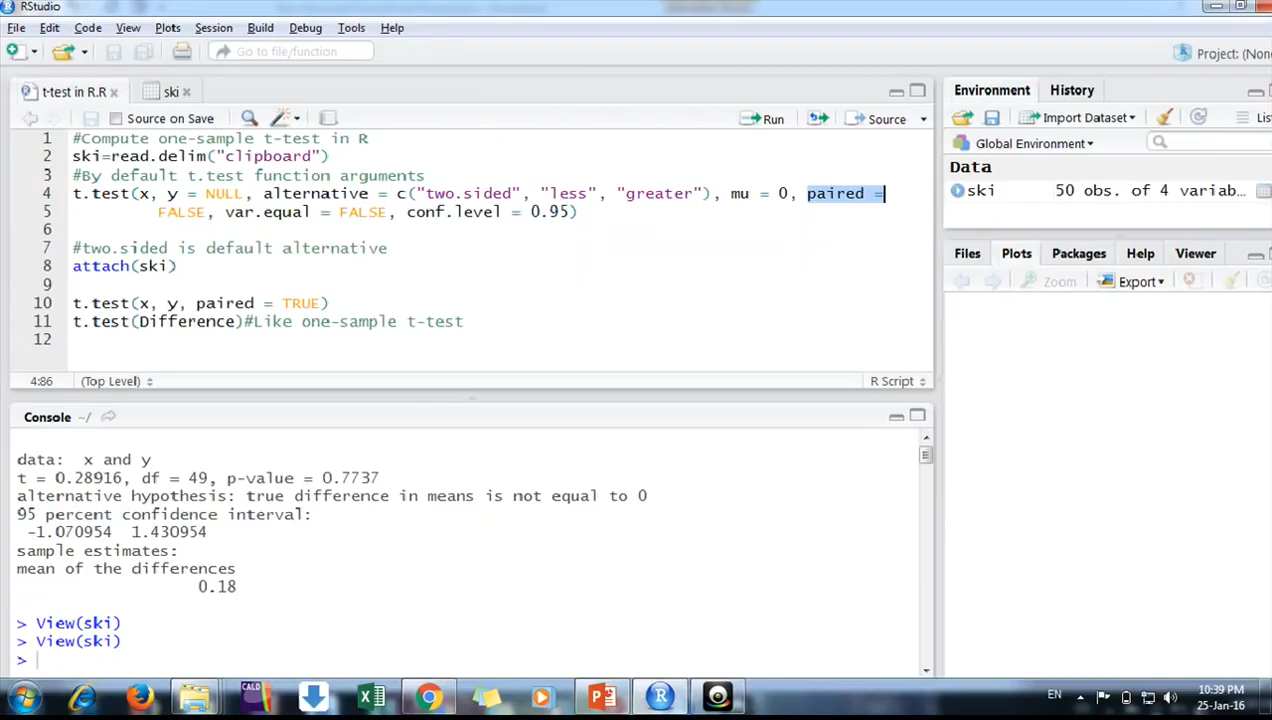 RStudio
File Edit Code View Plots Session Build Debug Tools Help
Go to file/function
Project: (None
t-test in R.R
ski
Source on Save
Run
Source
1 #Compute one-sample t-test in R
2 ski=read.delim("clipboard")
3 #By default t.test function arguments
4 t.test(x, y = NULL, alternative = c("two.sided", "less", "greater"), mu = 0, paired =
5 FALSE, var.equal = FALSE, conf.level = 0.95)
6
7 #two.sided is default alternative
8 attach(ski)
9
10 t.test(x, y, paired = TRUE)
11 t.test(Difference)#Like one-sample t-test
12
4:86 (Top Level) R Script
Console ~/
data: x and y
t = 0.28916, df = 49, p-value = 0.7737
alternative hypothesis: true difference in means is not equal to 0
95 percent confidence interval:
-1.070954 1.430954
sample estimates:
mean of the differences
0.18
> View(ski)
> View(ski)
>
Environment History
Import Dataset Lis
Global Environment
Data
ski 50 obs. of 4 variab…
Files Plots Packages Help Viewer
Zoom Export
CALD
EN
10:39 PM
25-Jan-16